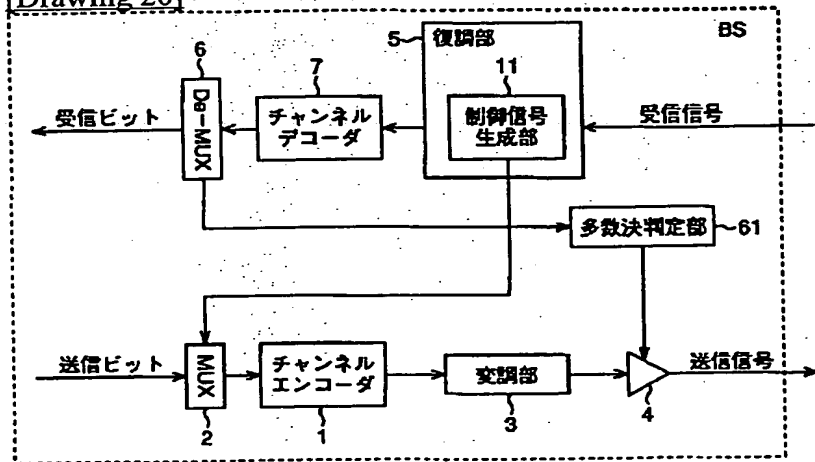 [Drawing 20]
BS
6
De-MUX
受信ビット
7
チャンネル
デコーダ
5
復調部
11
制御信号
生成部
受信信号
多数決判定部
61
送信ビット
MUX
2
チャンネル
エンコーダ
1
変調部
3
4
送信信号